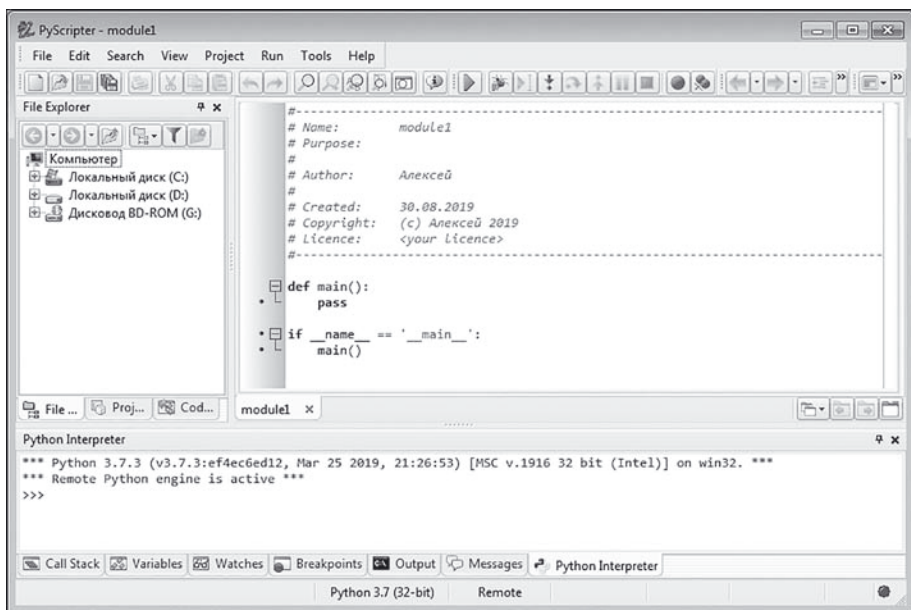 PyScripter - module1
File Edit Search View Project Run Tools Help
File Explorer
Компьютер
Локальный диск (C:)
Локальный диск (D:)
Дисковод BD-ROM (G:)
File ... Proj... Cod...
#-------------------------------------------------------------------------------
# Name:        module1
# Purpose:
#
# Author:      Алексей
#
# Created:     30.08.2019
# Copyright:   (c) Алексей 2019
# Licence:     <your licence>
#-------------------------------------------------------------------------------
def main():
    pass
if __name__ == '__main__':
    main()
module1
Python Interpreter
*** Python 3.7.3 (v3.7.3:ef4ec6ed12, Mar 25 2019, 21:26:53) [MSC v.1916 32 bit (Intel)] on win32. ***
*** Remote Python engine is active ***
>>>
Call Stack Variables Watches Breakpoints Output Messages Python Interpreter
Python 3.7 (32-bit) Remote